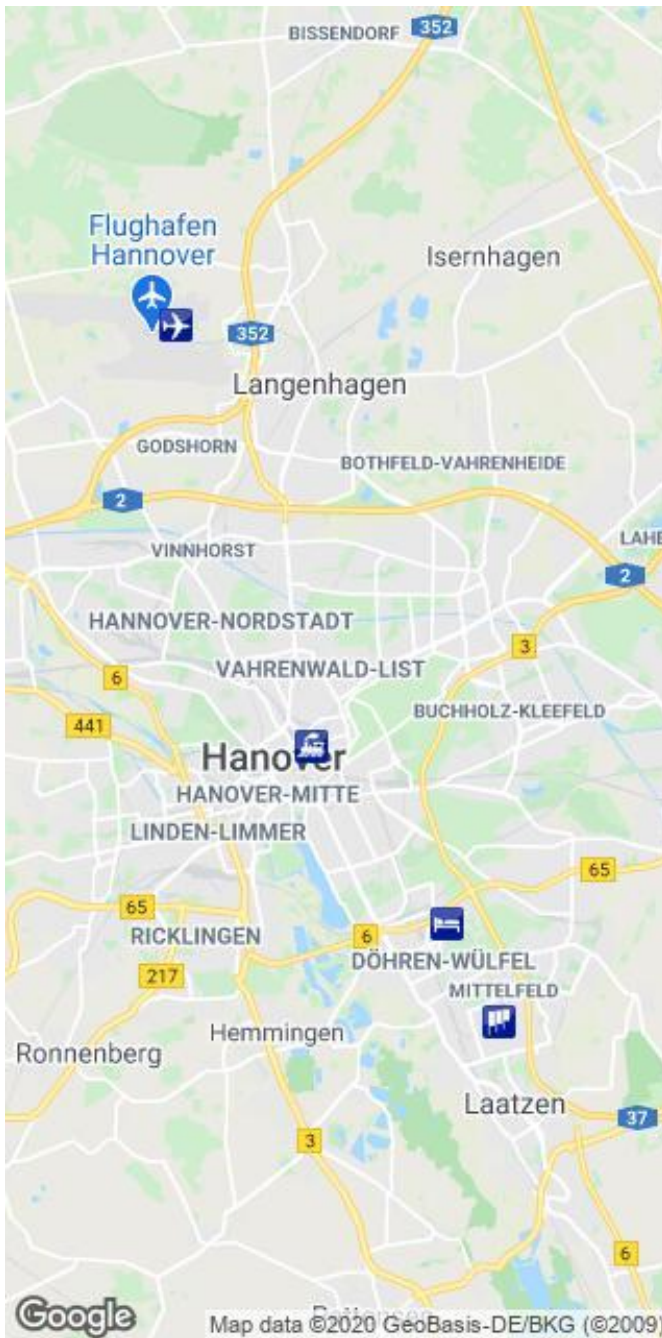 BISSENDORF
352
Flughafen
Hannover
Isernhagen
352
Langenhagen
GODSHORN
BOTHFELD-VAHRENHEIDE
2
VINNHORST
LAHE
2
HANNOVER-NORDSTADT
3
VAHRENWALD-LIST
6
BUCHHOLZ-KLEEFELD
441
Hanover
HANOVER-MITTE
LINDEN-LIMMER
65
65
6
RICKLINGEN
DÖHREN-WÜLFEL
217
MITTELFELD
Hemmingen
Ronnenberg
Laatzen
37
3
6
Google
Map data ©2020 GeoBasis-DE/BKG (©2009)